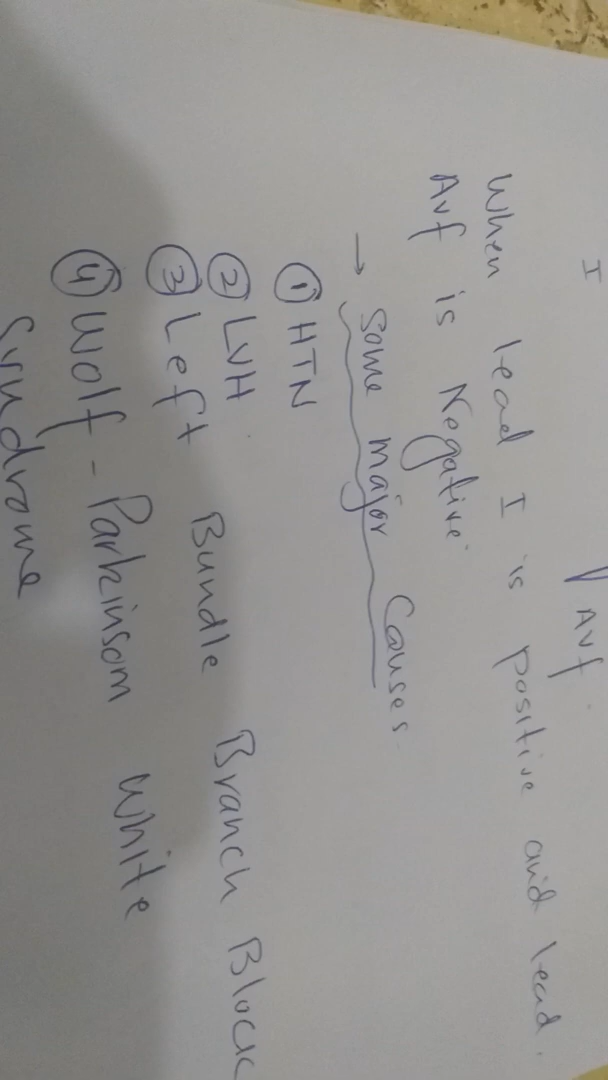 I Avf
When lead I is positive and lead
Avf is Negative.
→ Some major Causes.
① HTN
② LVH
③ Left Bundle Branch Block
④ Wolf - Parkinsom White
Syndrome